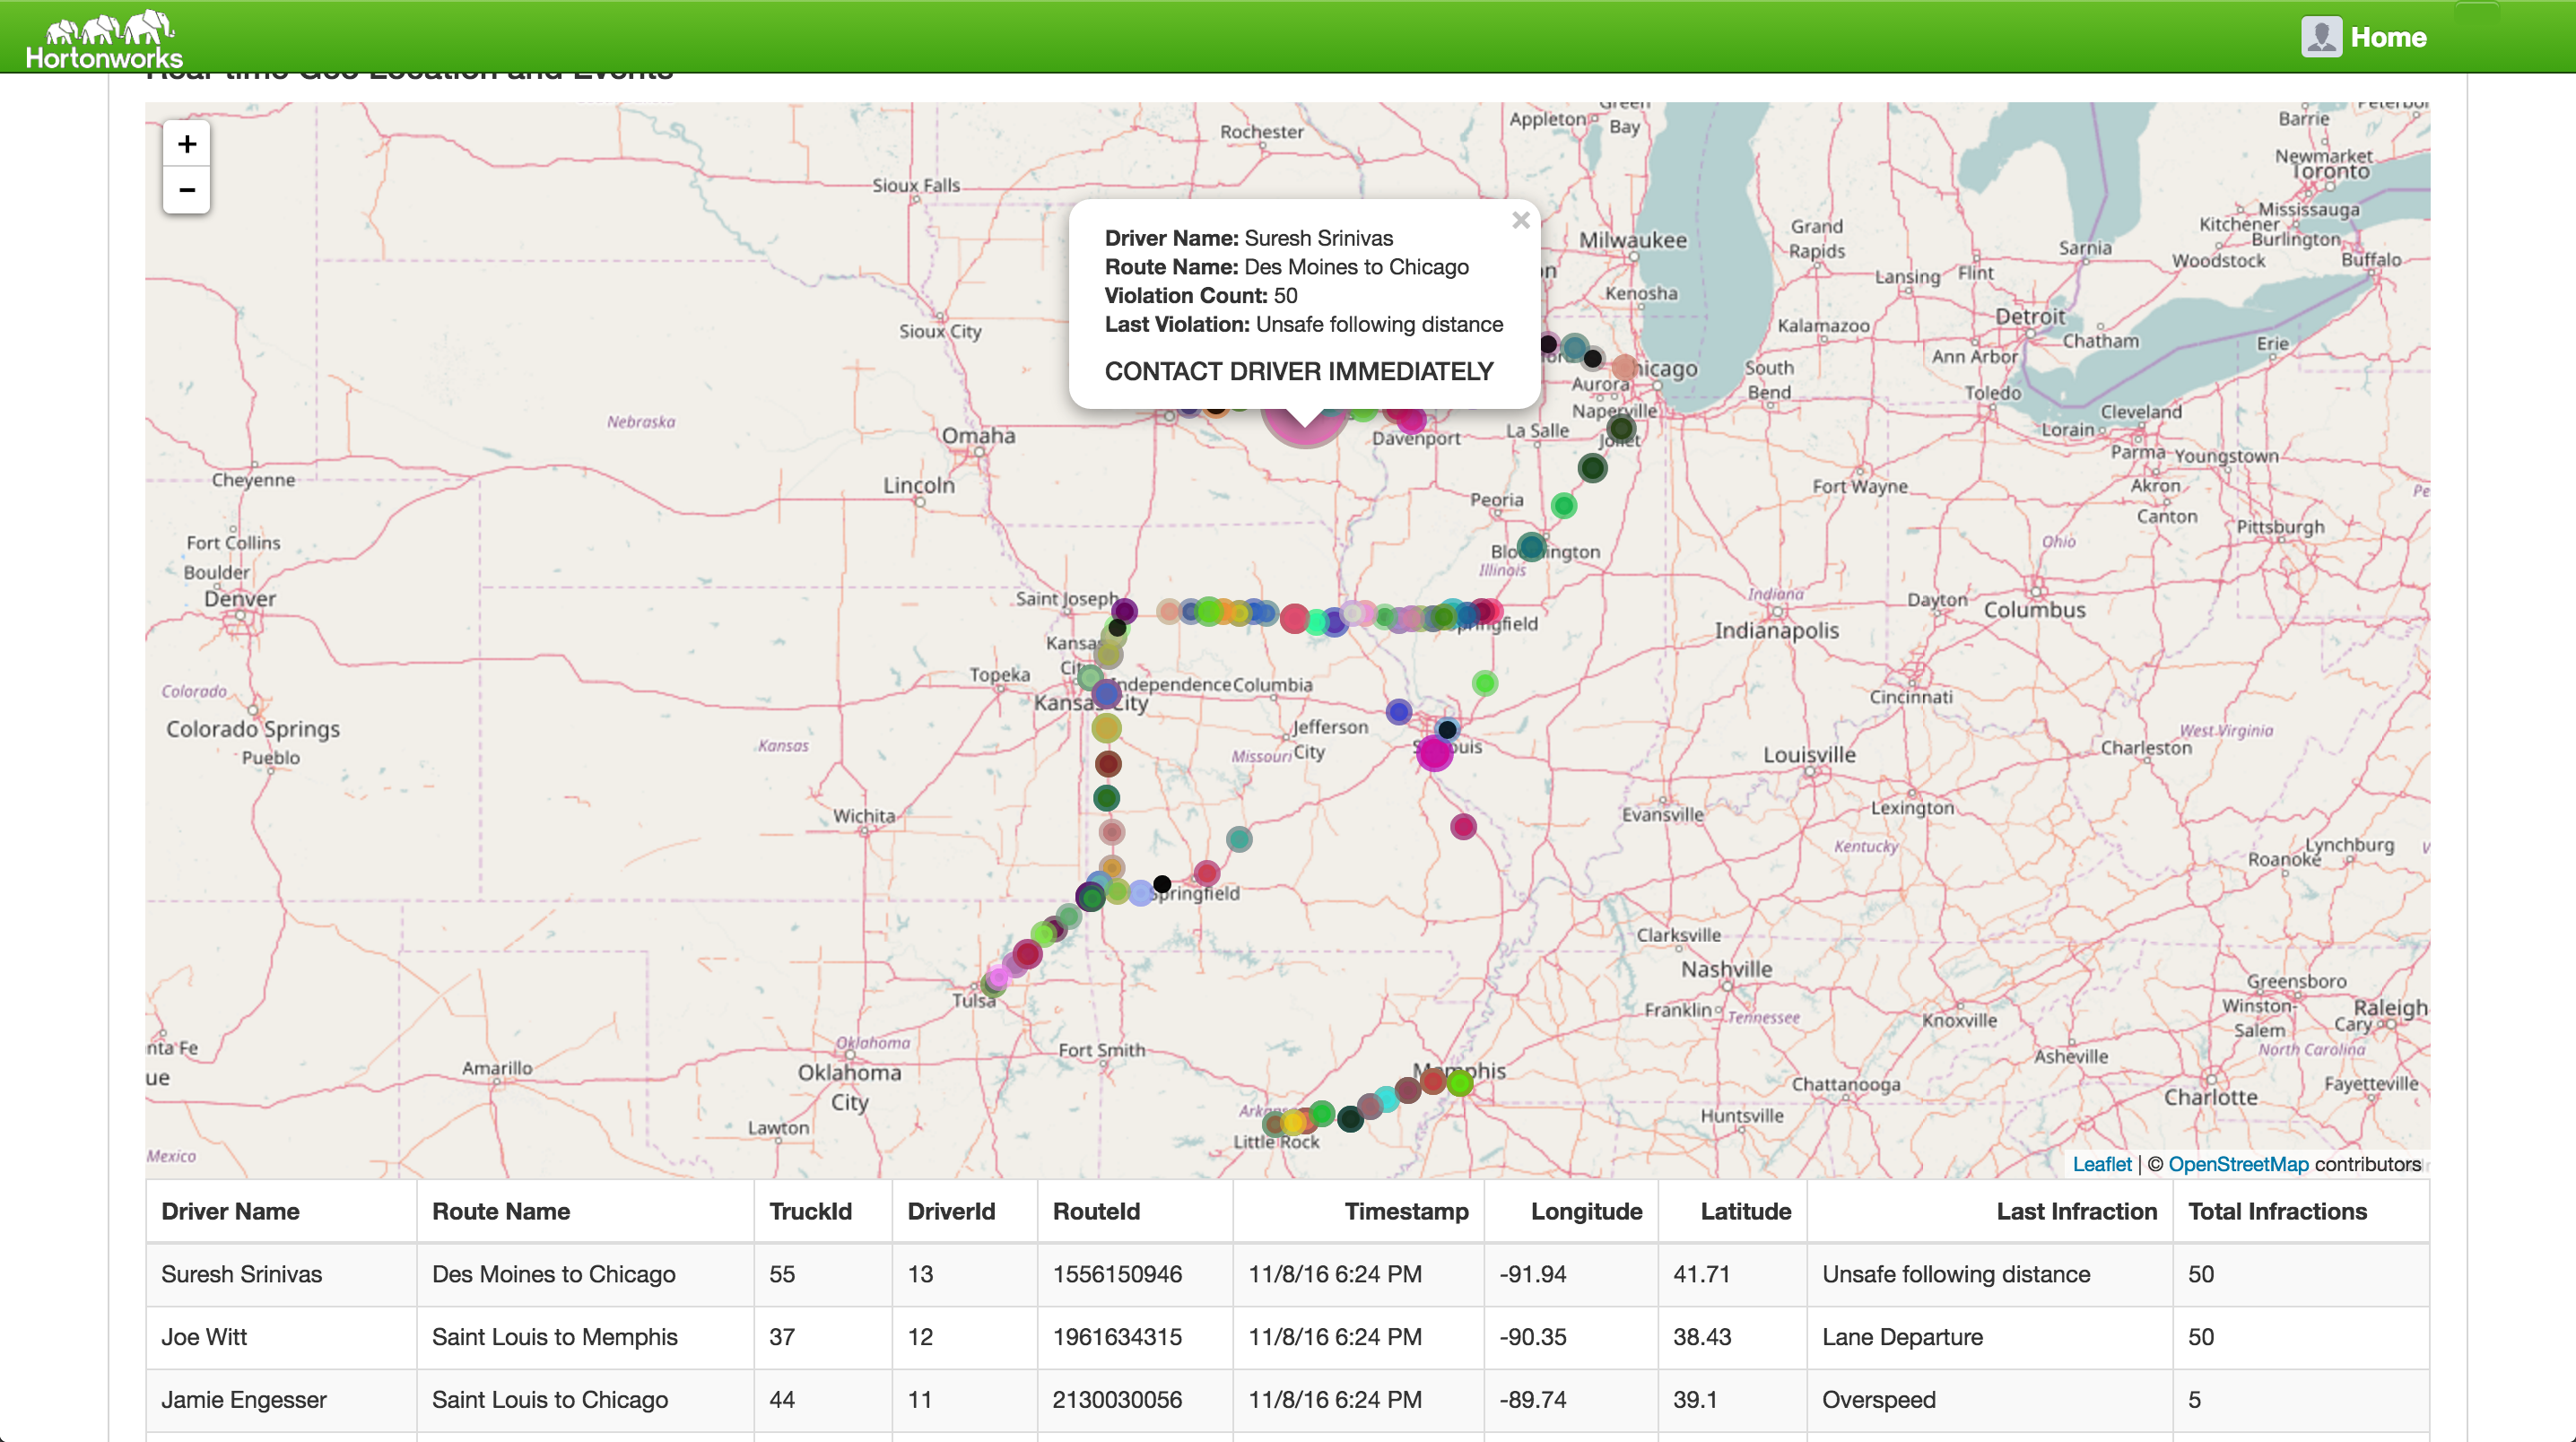 Hortonworks
Home
Real-time Geo Location and Events
+
−
Rochester
Appleton
Green
Bay
Barrie
Newmarket
Toronto
Sioux Falls
Mississauga
Kitchener
Burlington
Grand
Rapids
Milwaukee
Sarnia
Woodstock
Buffalo
Lansing
Flint
×
Driver Name: Suresh Srinivas
Route Name: Des Moines to Chicago
Violation Count: 50
Last Violation: Unsafe following distance
CONTACT DRIVER IMMEDIATELY
Kenosha
Sioux City
Kalamazoo
Detroit
Ann Arbor
Chatham
Erie
hicago
South
Bend
Aurora
Naperville
Toledo
Cleveland
Lorain
Nebraska
Omaha
Davenport
La Salle
Joliet
Parma
Youngstown
Cheyenne
Lincoln
Peoria
Fort Wayne
Akron
Canton
Pittsburgh
Fort Collins
Boulder
Denver
Bloomington
Illinois
Ohio
Saint Joseph
Indiana
Dayton
Columbus
Springfield
Indianapolis
Kansas
City
Topeka
Independence
Columbia
Kansas City
Colorado
Cincinnati
Colorado Springs
Pueblo
Kansas
Jefferson
City
Missouri
West Virginia
Charleston
Louisville
Wichita
Evansville
Lexington
Kentucky
Lynchburg
Roanoke
Springfield
Clarksville
Nashville
Tulsa
Greensboro
Winston-
Salem
Raleigh
Cary
Franklin
Tennessee
Knoxville
nta Fe
ue
Oklahoma
Fort Smith
Amarillo
Oklahoma
City
Memphis
Asheville
North Carolina
Chattanooga
Fayetteville
Charlotte
Huntsville
Lawton
Little Rock
Mexico
Leaflet | © OpenStreetMap contributors
Driver Name Route Name TruckId DriverId RouteId Timestamp Longitude Latitude Last Infraction Total Infractions
Suresh Srinivas Des Moines to Chicago 55 13 1556150946 11/8/16 6:24 PM -91.94 41.71 Unsafe following distance 50
Joe Witt Saint Louis to Memphis 37 12 1961634315 11/8/16 6:24 PM -90.35 38.43 Lane Departure 50
Jamie Engesser Saint Louis to Chicago 44 11 2130030056 11/8/16 6:24 PM -89.74 39.1 Overspeed 5